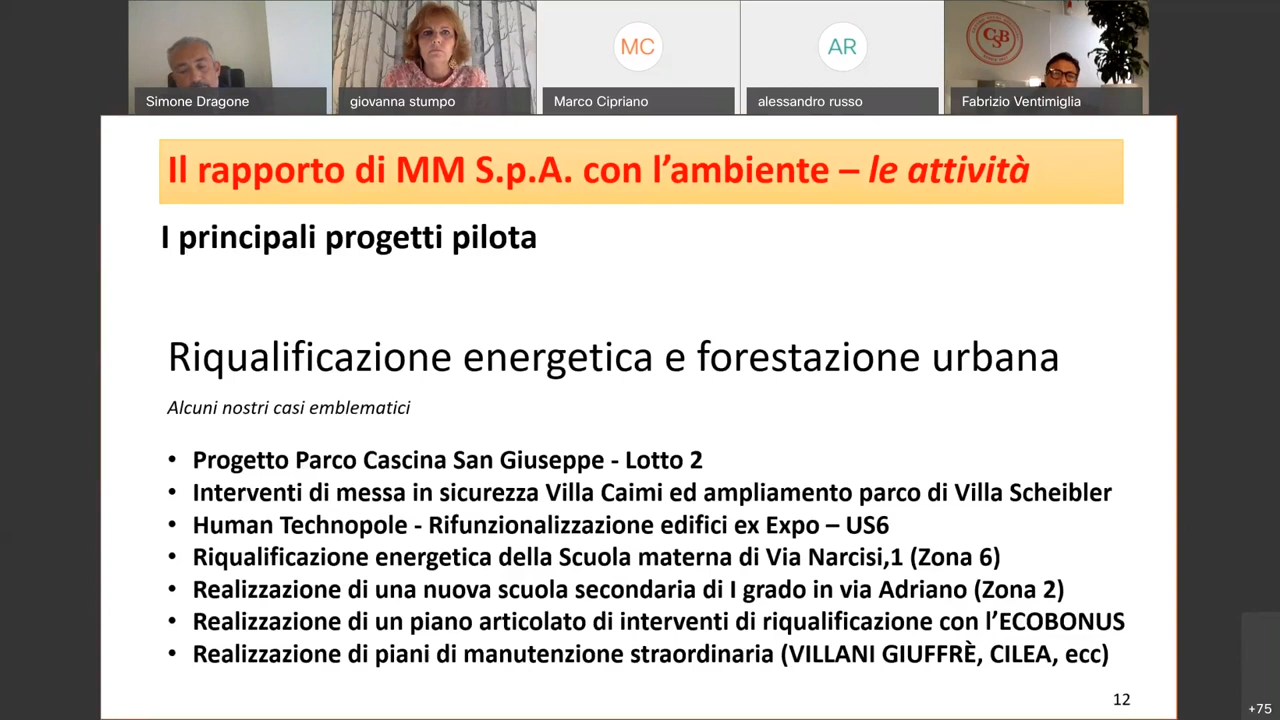 MC
AR
CSB
Simone Dragone
giovanna stumpo
Marco Cipriano
alessandro russo
Fabrizio Ventimiglia
Il rapporto di MM S.p.A. con l’ambiente – le attività
I principali progetti pilota
Riqualificazione energetica e forestazione urbana
Alcuni nostri casi emblematici
• Progetto Parco Cascina San Giuseppe - Lotto 2
• Interventi di messa in sicurezza Villa Caimi ed ampliamento parco di Villa Scheibler
• Human Technopole - Rifunzionalizzazione edifici ex Expo – US6
• Riqualificazione energetica della Scuola materna di Via Narcisi,1 (Zona 6)
• Realizzazione di una nuova scuola secondaria di I grado in via Adriano (Zona 2)
• Realizzazione di un piano articolato di interventi di riqualificazione con l’ECOBONUS
• Realizzazione di piani di manutenzione straordinaria (VILLANI GIUFFRÈ, CILEA, ecc)
12
+75